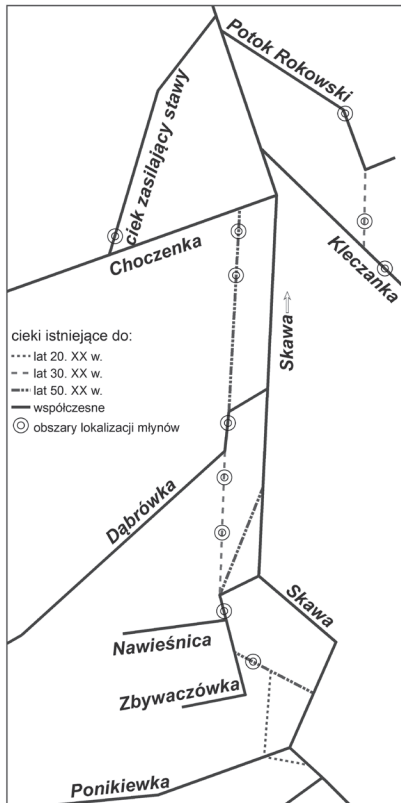 Potok Rokowski
ciek zasilający stawy
Choczenka
Kleczanka
Skawa
cieki istniejące do:
lat 20. XX w.
lat 30. XX w.
lat 50. XX w.
współczesne
obszary lokalizacji młynów
Dąbrówka
Skawa
Nawieśnica
Zbywaczówka
Ponikiewka